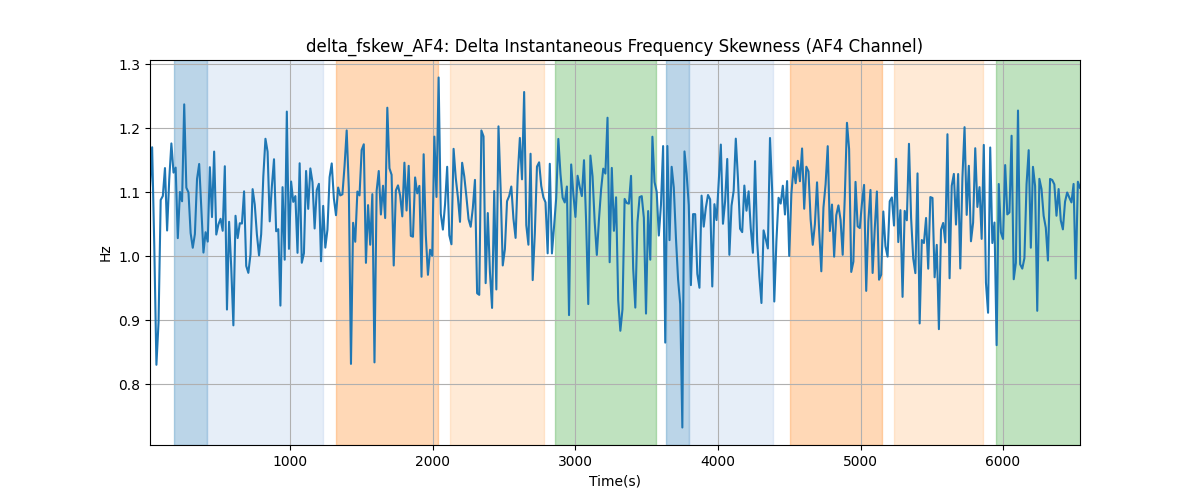 delta_fskew_AF4: Delta Instantaneous Frequency Skewness (AF4 Channel)
1.3
1.2
1.1
1.0
0.9
0.8
Hz
1000 2000 3000 4000 5000 6000
Time(s)